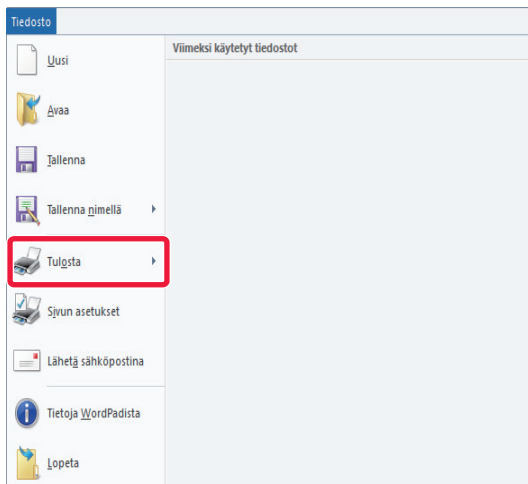 Tiedosto
Viimeksi käytetyt tiedostot
Uusi
Avaa
Tallenna
Tallenna nimellä
Tulosta
Sivun asetukset
Lähetä sähköpostina
Tietoja WordPadista
Lopeta